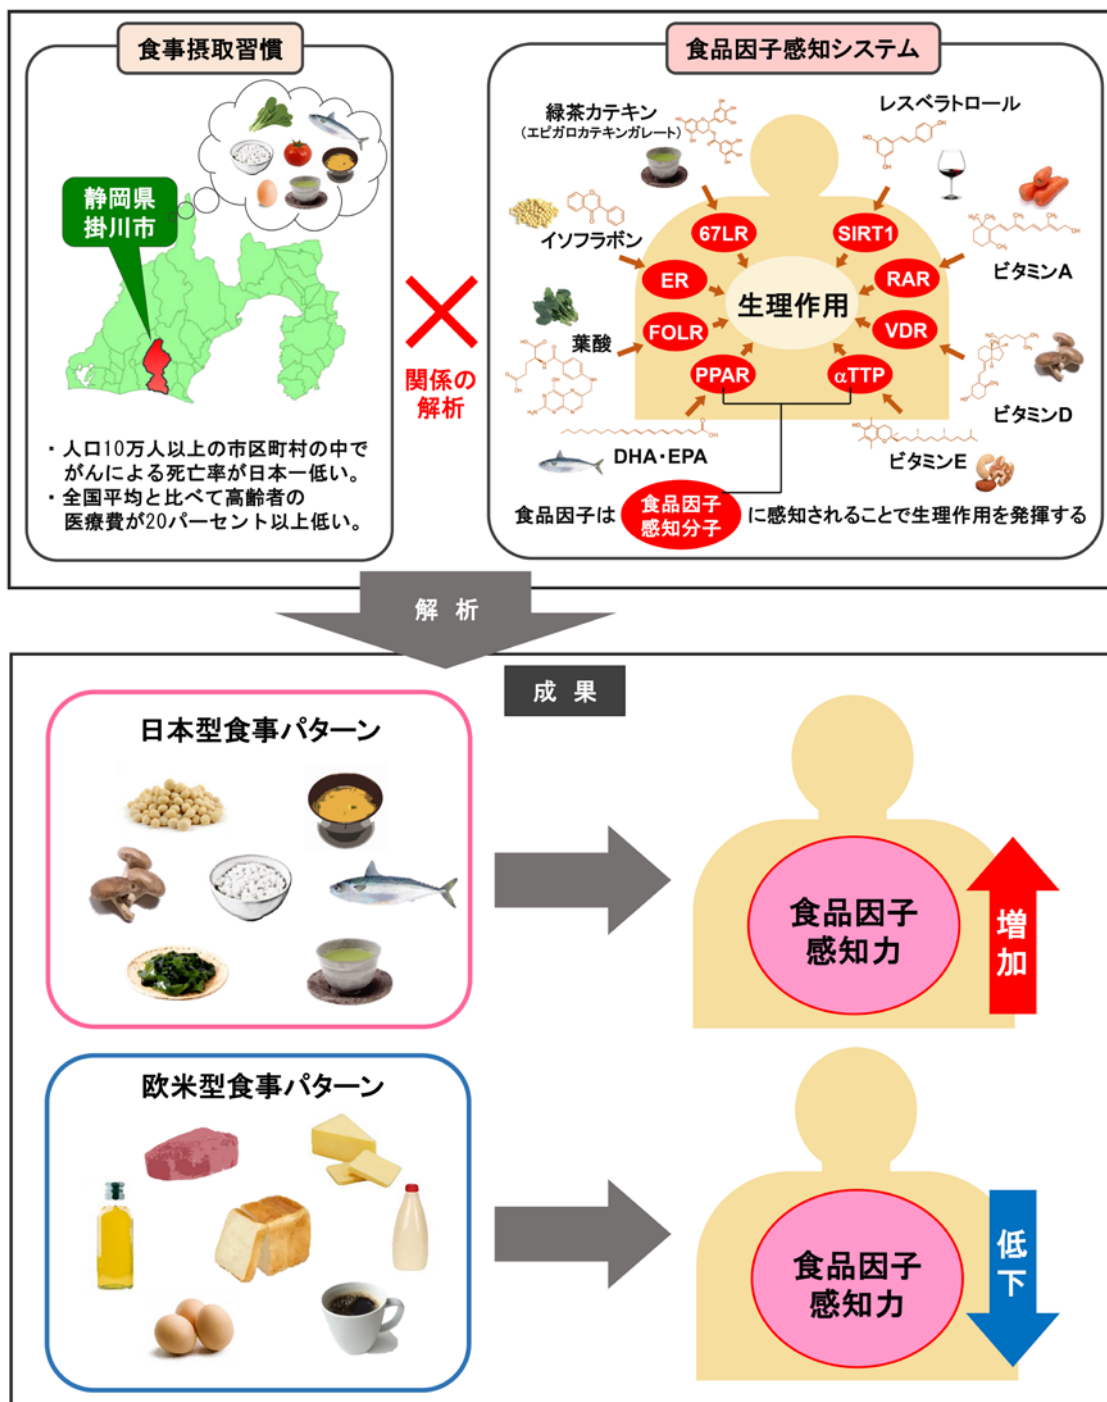 食事摂取習慣
静岡県
掛川市
・人口10万人以上の市区町村の中で
がんによる死亡率が日本一低い。
・全国平均と比べて高齢者の
医療費が20パーセント以上低い。
関係の
解析
食品因子感知システム
緑茶カテキン
（エピガロカテキンガレート）
レスベラトロール
イソフラボン
67LR
SIRT1
ER
RAR
ビタミンA
生理作用
葉酸
FOLR
VDR
PPAR
αTTP
ビタミンD
DHA・EPA
ビタミンE
食品因子は
食品因子
感知分子
に感知されることで生理作用を発揮する
解 析
成 果
日本型食事パターン
食品因子
感知力
増加
欧米型食事パターン
食品因子
感知力
低下